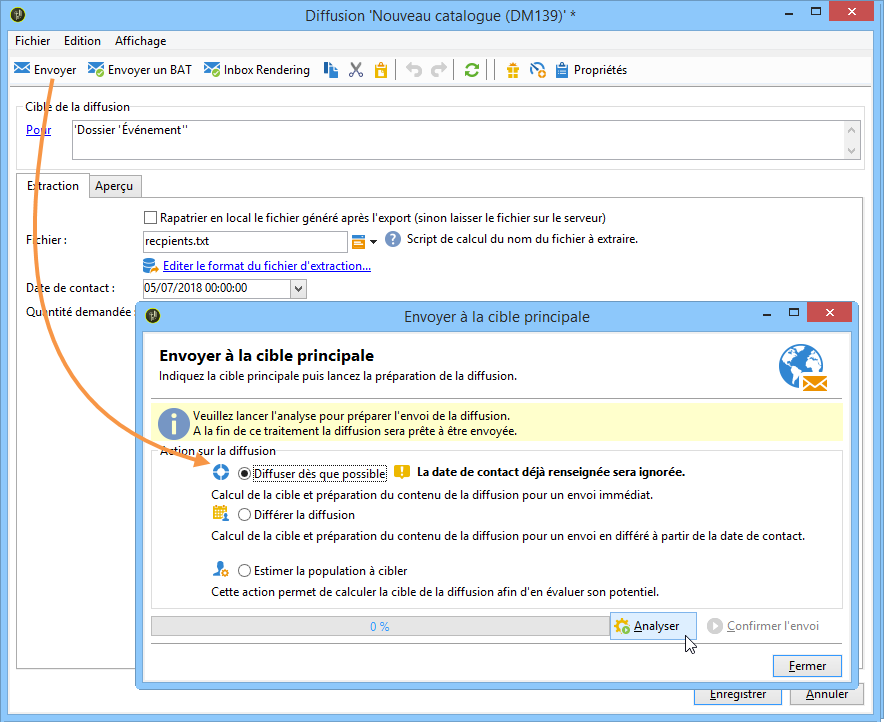 Diffusion 'Nouveau catalogue (DM139)' *
Fichier Edition Affichage
Envoyer Envoyer un BAT Inbox Rendering Propriétés
Cible de la diffusion
Pour 'Dossier 'Événement''
Extraction Aperçu
Rapatrier en local le fichier généré après l'export (sinon laisser le fichier sur le serveur)
Fichier : recpients.txt Script de calcul du nom du fichier à extraire.
Editer le format du fichier d'extraction...
Date de contact : 05/07/2018 00:00:00
Quantité demandée :
Envoyer à la cible principale
Envoyer à la cible principale
Indiquez la cible principale puis lancez la préparation de la diffusion.
Veuillez lancer l'analyse pour préparer l'envoi de la diffusion.
A la fin de ce traitement la diffusion sera prête à être envoyée.
Action sur la diffusion
Diffuser dès que possible La date de contact déjà renseignée sera ignorée.
Calcul de la cible et préparation du contenu de la diffusion pour un envoi immédiat.
Différer la diffusion
Calcul de la cible et préparation du contenu de la diffusion pour un envoi en différé à partir de la date de contact.
Estimer la population à cibler
Cette action permet de calculer la cible de la diffusion afin d'en évaluer son potentiel.
0 % Analyser Confirmer l'envoi
Fermer
Enregistrer Annuler